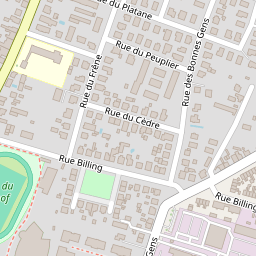 Rue du Platane
Rue du Peuplier
Rue du Frêne
Rue des Bonnes Gens
Rue du Cèdre
Rue Billing
du
of
Rue Billing
Gens